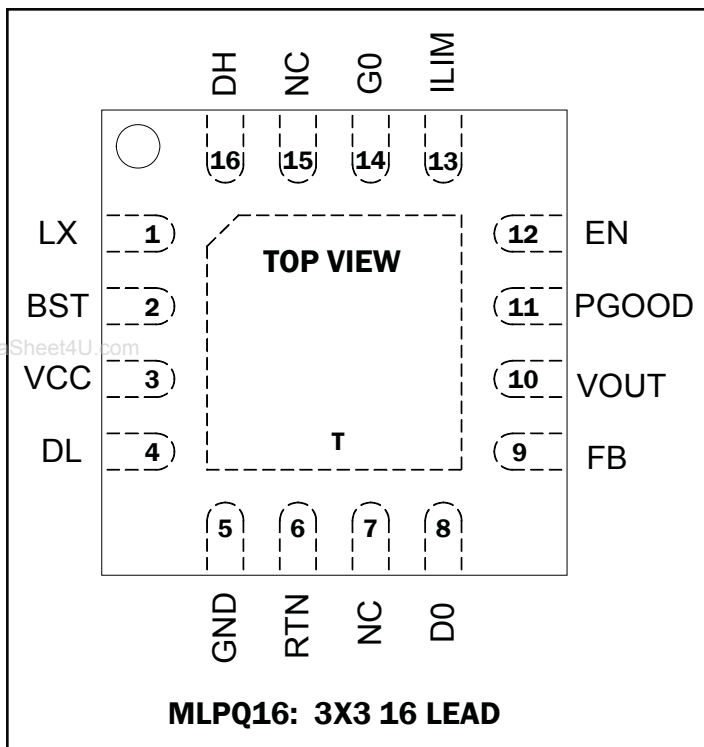 DH NC G0 ILIM
16 15 14 13
LX 1 12 EN
TOP VIEW
BST 2 11 PGOOD
aSheet4U.com
VCC 3 10 VOUT
DL 4 T 9 FB
5 6 7 8
GND RTN NC D0
MLPQ16: 3X3 16 LEAD